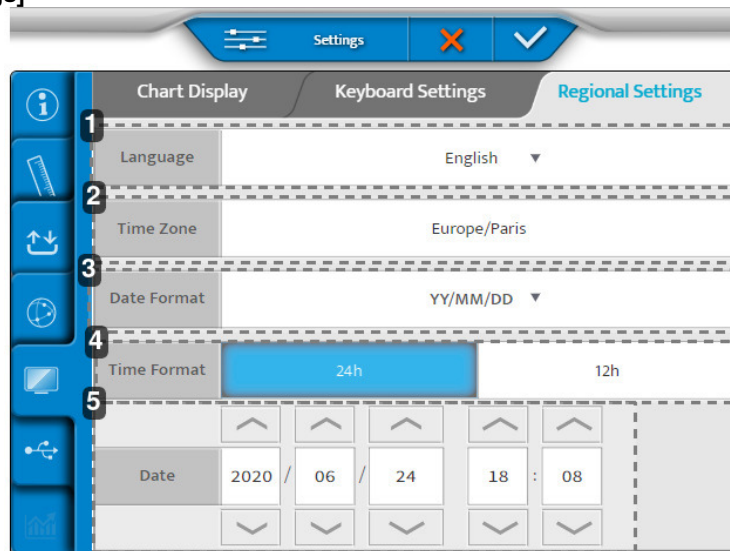 Settings
Chart Display Keyboard Settings Regional Settings
1
Language English
2
Time Zone Europe/Paris
3
Date Format YY/MM/DD
4
Time Format 24h 12h
5
Date 2020 / 06 / 24 18 : 08